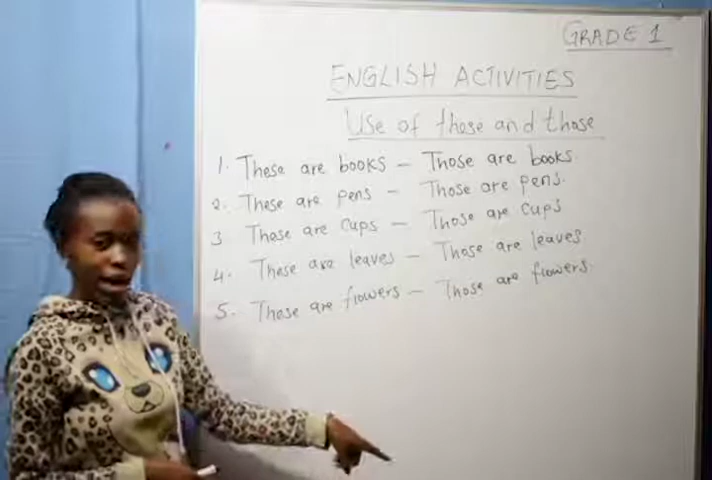 GRADE 1
ENGLISH ACTIVITIES
Use of these and those
1. These are books – Those are books
2. These are pens – Those are pens.
3 These are cups – Those are cups
4. These are leaves – Those are leaves
5. These are flowers – Those are flowers.